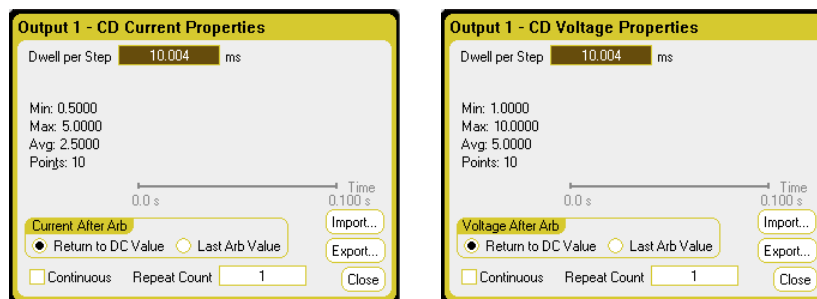 Output 1 - CD Current Properties
Dwell per Step 10.004 ms
Min: 0.5000
Max: 5.0000
Avg: 2.5000
Points: 10
Time
0.0 s 0.100 s
Current After Arb
Return to DC Value Last Arb Value
Continuous Repeat Count 1
Import...
Export...
Close
Output 1 - CD Voltage Properties
Dwell per Step 10.004 ms
Min: 1.0000
Max: 10.0000
Avg: 5.0000
Points: 10
Time
0.0 s 0.100 s
Voltage After Arb
Return to DC Value Last Arb Value
Continuous Repeat Count 1
Import...
Export...
Close